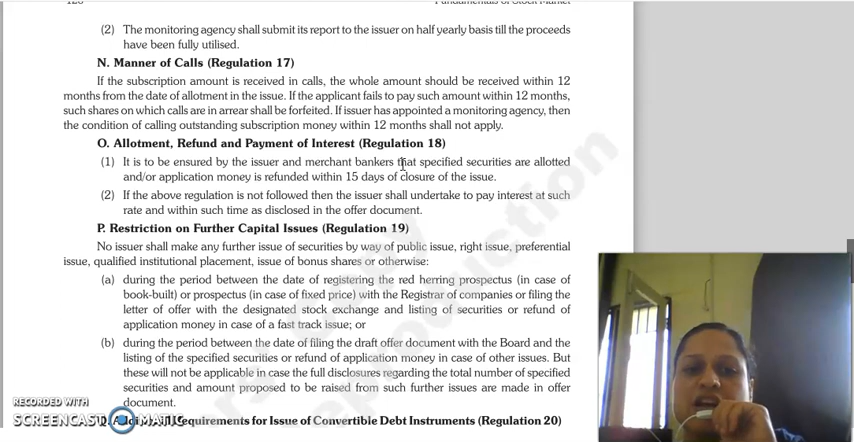 Fundamentals of Stock Market
(2) The monitoring agency shall submit its report to the issuer on half yearly basis till the proceeds
have been fully utilised.
N. Manner of Calls (Regulation 17)
If the subscription amount is received in calls, the whole amount should be received within 12
months from the date of allotment in the issue. If the applicant fails to pay such amount within 12 months,
such shares on which calls are in arrear shall be forfeited. If issuer has appointed a monitoring agency, then
the condition of calling outstanding subscription money within 12 months shall not apply.
O. Allotment, Refund and Payment of Interest (Regulation 18)
(1) It is to be ensured by the issuer and merchant bankers that specified securities are allotted
and/or application money is refunded within 15 days of closure of the issue.
(2) If the above regulation is not followed then the issuer shall undertake to pay interest at such
rate and within such time as disclosed in the offer document.
P. Restriction on Further Capital Issues (Regulation 19)
No issuer shall make any further issue of securities by way of public issue, right issue, preferential
issue, qualified institutional placement, issue of bonus shares or otherwise:
(a) during the period between the date of registering the red herring prospectus (in case of
book-built) or prospectus (in case of fixed price) with the Registrar of companies or filing the
letter of offer with the designated stock exchange and listing of securities or refund of
application money in case of a fast track issue; or
(b) during the period between the date of filing the draft offer document with the Board and the
listing of the specified securities or refund of application money in case of other issues. But
these will not be applicable in case the full disclosures regarding the total number of specified
securities and amount proposed to be raised from such further issues are made in offer
document.
Requirements for Issue of Convertible Debt Instruments (Regulation 20)
RECORDED WITH
SCREENCAST MATIC